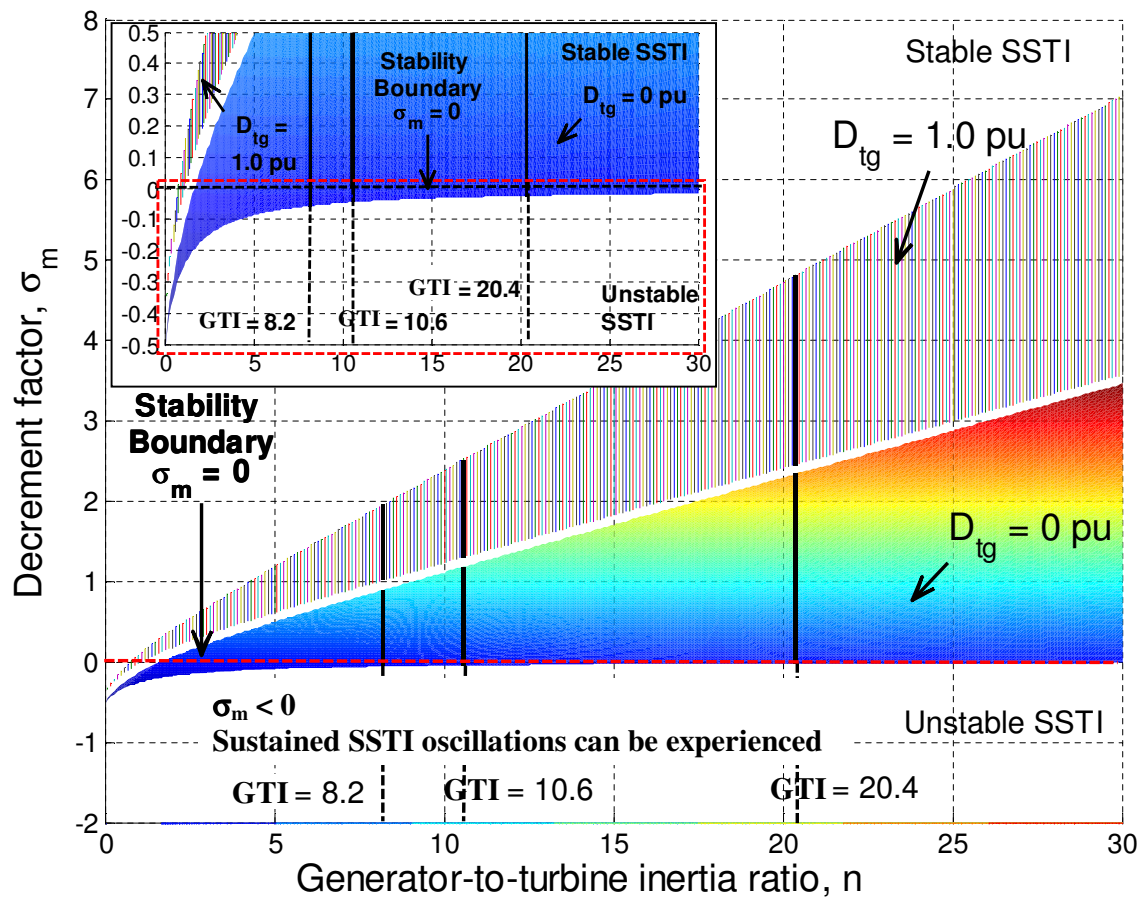 8
7
6
5
4
3
2
1
0
-1
-2
Decrement factor, σm
0 5 10 15 20 25 30
Generator-to-turbine inertia ratio, n
Stable SSTI
Dtg = 1.0 pu
Dtg = 0 pu
Unstable SSTI
Stability
Boundary
σm = 0
σm < 0
Sustained SSTI oscillations can be experienced
GTI = 8.2
GTI = 10.6
GTI = 20.4
0.5
0.4
0.3
0.2
0.1
0
-0.1
-0.2
-0.3
-0.4
-0.5
0 5 10 15 20 25 30
Dtg =
1.0 pu
Stability
Boundary
σm = 0
Stable SSTI
Dtg = 0 pu
GTI = 8.2
GTI = 10.6
GTI = 20.4
Unstable
SSTI